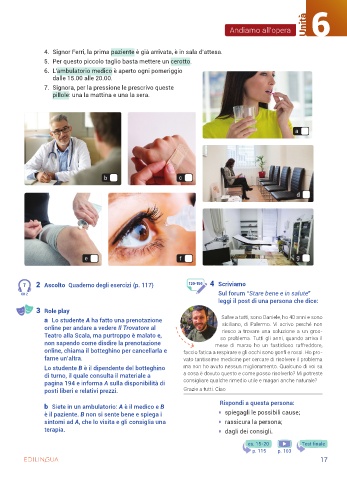 Andiamo all'opera
Unità 6
4. Signor Ferri, la prima paziente è già arrivata, è in sala d'attesa.
5. Per questo piccolo taglio basta mettere un cerotto.
6. L'ambulatorio medico è aperto ogni pomeriggio
dalle 15.00 alle 20.00.
7. Signora, per la pressione le prescrivo queste
pillole: una la mattina e una la sera.
a
b
c
d
e
f
g
2 Ascolto Quaderno degli esercizi (p. 117)
3 Role play
a Lo studente A ha fatto una prenotazione
online per andare a vedere Il Trovatore al
Teatro alla Scala, ma purtroppo è malato e,
non sapendo come disdire la prenotazione
online, chiama il botteghino per cancellarla e
farne un'altra.
Lo studente B è il dipendente del botteghino
di turno, il quale consulta il materiale a
pagina 194 e informa A sulla disponibilità di
posti liberi e relativi prezzi.
b Siete in un ambulatorio: A è il medico e B
è il paziente. B non si sente bene e spiega i
sintomi ad A, che lo visita e gli consiglia una
terapia.
4 Scriviamo
Sul forum "Stare bene e in salute"
leggi il post di una persona che dice:
Salve a tutti, sono Daniele, ho 40 anni e sono
siciliano, di Palermo. Vi scrivo perché non
riesco a trovare una soluzione a un gros-
so problema. Tutti gli anni, quando arriva il
mese di marzo ho un fastidioso raffreddore,
faccio fatica a respirare e gli occhi sono gonfi e rossi. Ho pro-
vato tantissime medicine per cercare di risolvere il problema
ma non ho avuto nessun miglioramento. Qualcuno di voi sa
a cosa è dovuto questo e come posso risolverlo? Mi potreste
consigliare qualche rimedio utile e magari anche naturale?
Grazie a tutti. Ciao
Rispondi a questa persona:
spiegagli le possibili cause;
rassicura la persona;
dagli dei consigli.
es. 15-20
p. 115
p. 103
Test finale
EDILINGUA
17